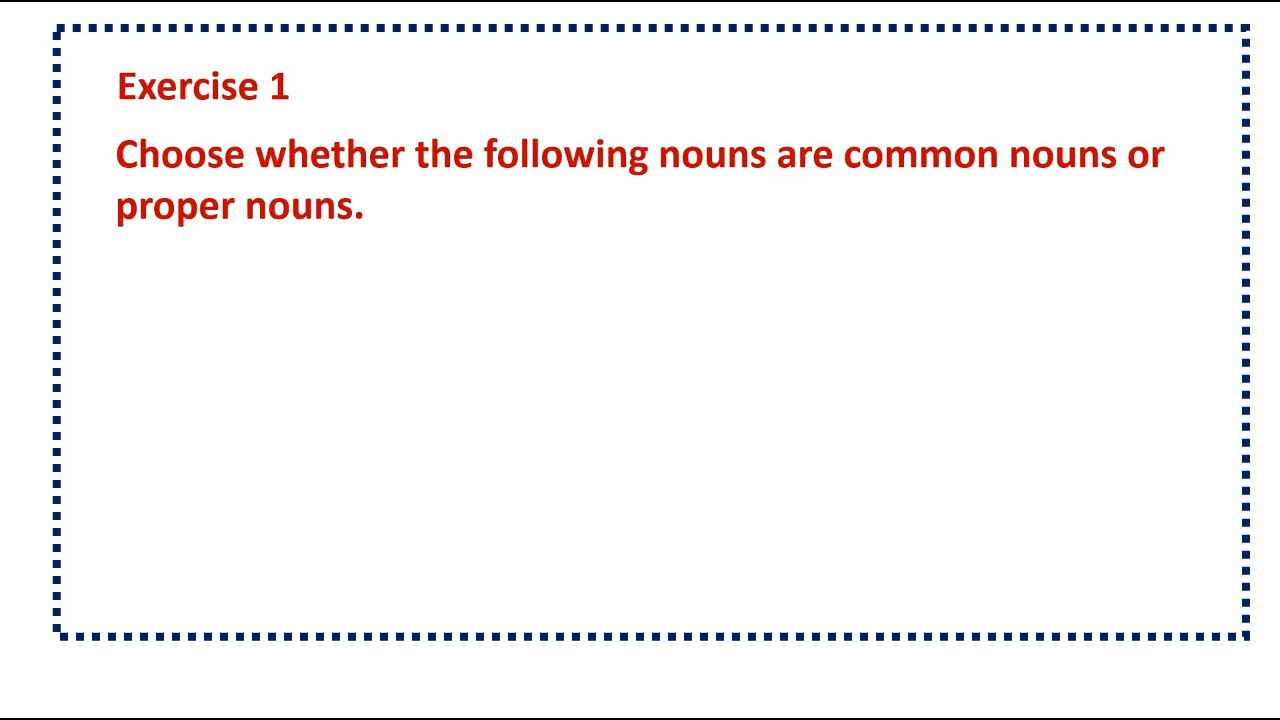 Exercise 1
Choose whether the following nouns are common nouns or
proper nouns.